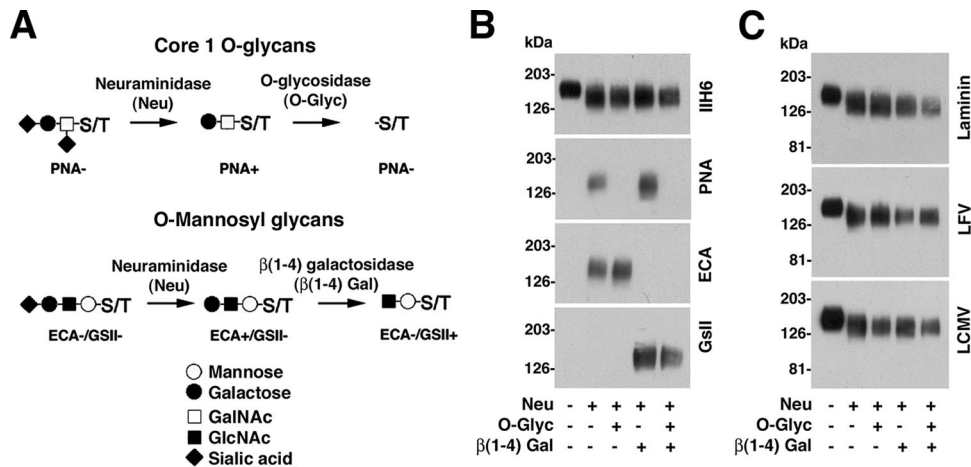 A
Core 1 O-glycans
Neuraminidase
(Neu)
O-glycosidase
(O-Glyc)
S/T
S/T
-S/T
PNA-
PNA+
PNA-
O-Mannosyl glycans
Neuraminidase
(Neu)
β(1-4) galactosidase
(β(1-4) Gal)
S/T
S/T
S/T
ECA-/GSII-
ECA+/GSII-
ECA-/GSII+
Mannose
Galactose
GalNAc
GlcNAc
Sialic acid
B
kDa
203-
126-
IIH6
203-
126-
PNA
203-
126-
ECA
203-
126-
GsII
Neu - + + + +
O-Glyc - - + - +
β(1-4) Gal - - - + +
C
kDa
203-
126-
81-
Laminin
203-
126-
81-
LFV
203-
126-
81-
LCMV
Neu - + + + +
O-Glyc - - + - +
β(1-4) Gal - - - + +